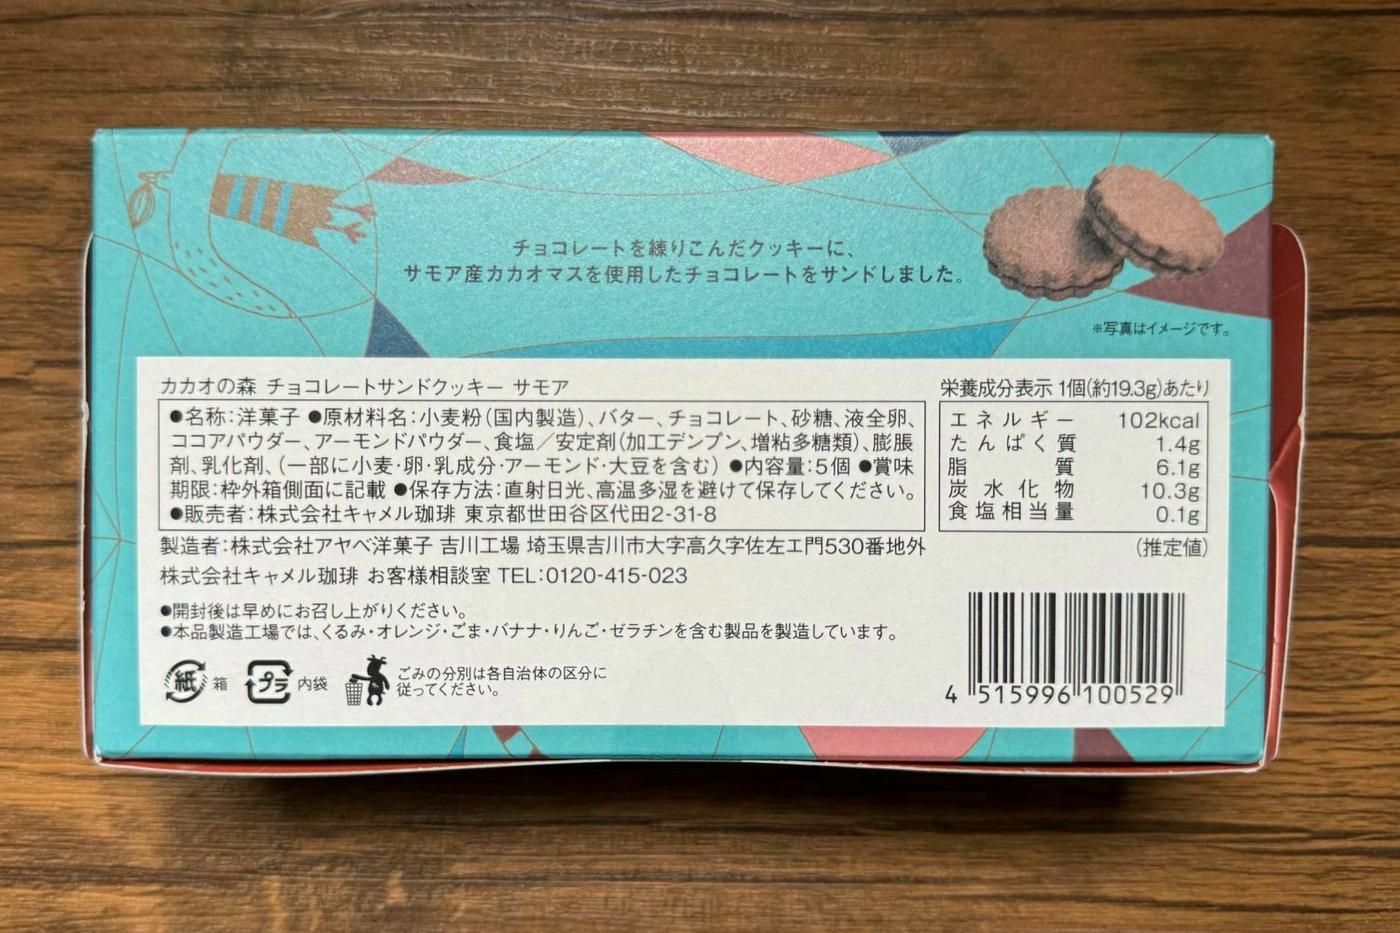 チョコレートを練りこんだクッキーに、
サモア産カカオマスを使用したチョコレートをサンドしました。
※写真はイメージです。
カカオの森 チョコレートサンドクッキー サモア
●名称:洋菓子 ●原材料名:小麦粉(国内製造)、バター、チョコレート、砂糖、液全卵、
ココアパウダー、アーモンドパウダー、食塩／安定剤(加工デンプン、増粘多糖類)、膨脹
剤、乳化剤、(一部に小麦・卵・乳成分・アーモンド・大豆を含む) ●内容量:5個 ●賞味
期限:枠外箱側面に記載 ●保存方法:直射日光、高温多湿を避けて保存してください。
●販売者:株式会社キャメル珈琲 東京都世田谷区代田2-31-8
製造者:株式会社アヤベ洋菓子 吉川工場 埼玉県吉川市大字高久字佐左エ門530番地外
株式会社キャメル珈琲 お客様相談室 TEL:0120-415-023
●開封後は早めにお召し上がりください。
●本品製造工場では、くるみ・オレンジ・ごま・バナナ・りんご・ゼラチンを含む製品を製造しています。
紙 箱 プラ 内袋 ごみの分別は各自治体の区分に
従ってください。
栄養成分表示 1個(約19.3g)あたり
エネルギー 102kcal
たんぱく質 1.4g
脂質 6.1g
炭水化物 10.3g
食塩相当量 0.1g
(推定値)
4 515996 100529